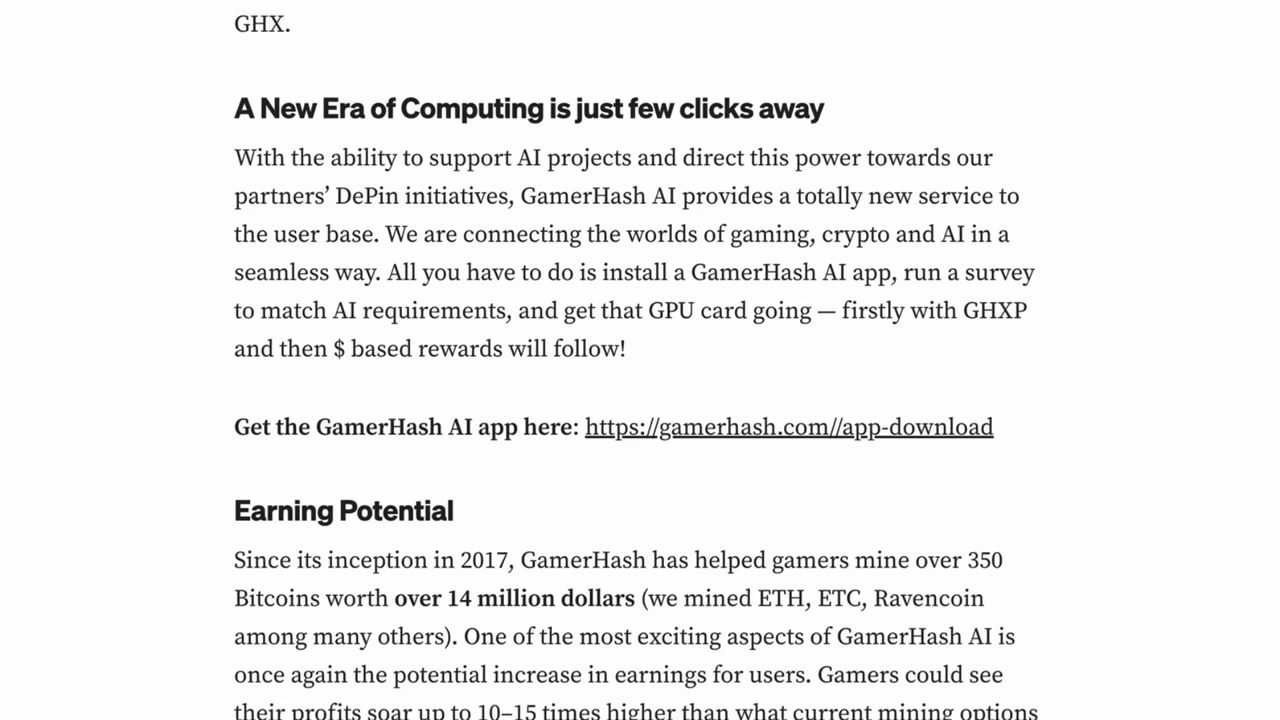 GHX.
A New Era of Computing is just few clicks away
With the ability to support AI projects and direct this power towards our
partners’ DePin initiatives, GamerHash AI provides a totally new service to
the user base. We are connecting the worlds of gaming, crypto and AI in a
seamless way. All you have to do is install a GamerHash AI app, run a survey
to match AI requirements, and get that GPU card going — firstly with GHXP
and then $ based rewards will follow!
Get the GamerHash AI app here: https://gamerhash.com//app-download
Earning Potential
Since its inception in 2017, GamerHash has helped gamers mine over 350
Bitcoins worth over 14 million dollars (we mined ETH, ETC, Ravencoin
among many others). One of the most exciting aspects of GamerHash AI is
once again the potential increase in earnings for users. Gamers could see
their profits soar up to 10–15 times higher than what current mining options